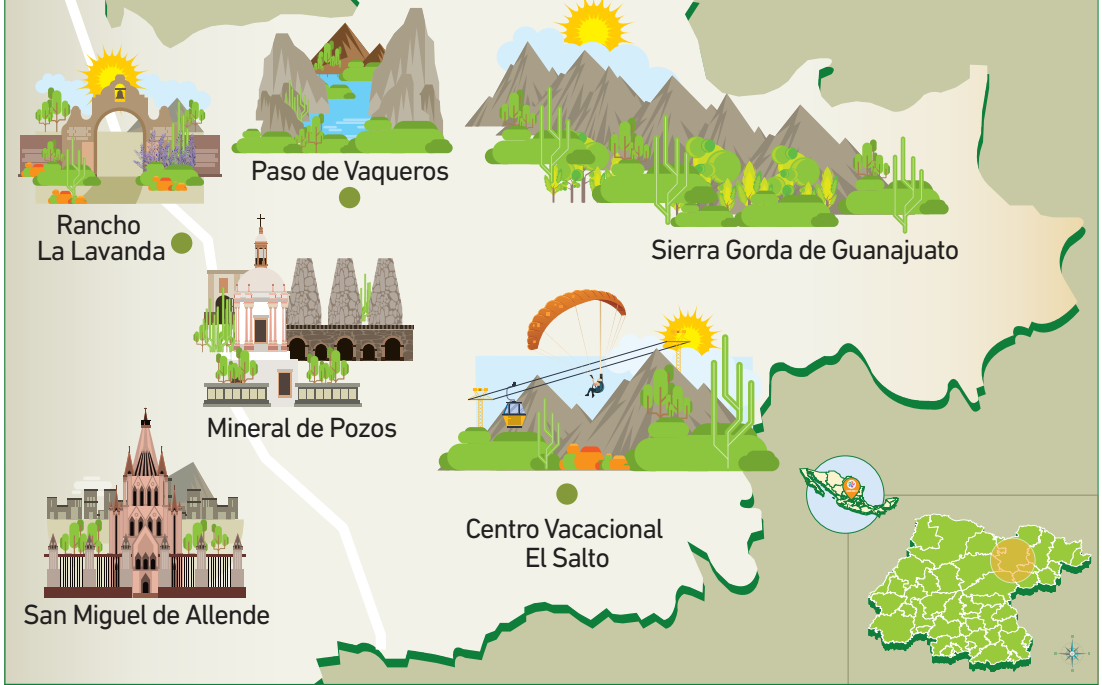 Paso de Vaqueros
Rancho
La Lavanda
Sierra Gorda de Guanajuato
Mineral de Pozos
Centro Vacacional
El Salto
San Miguel de Allende